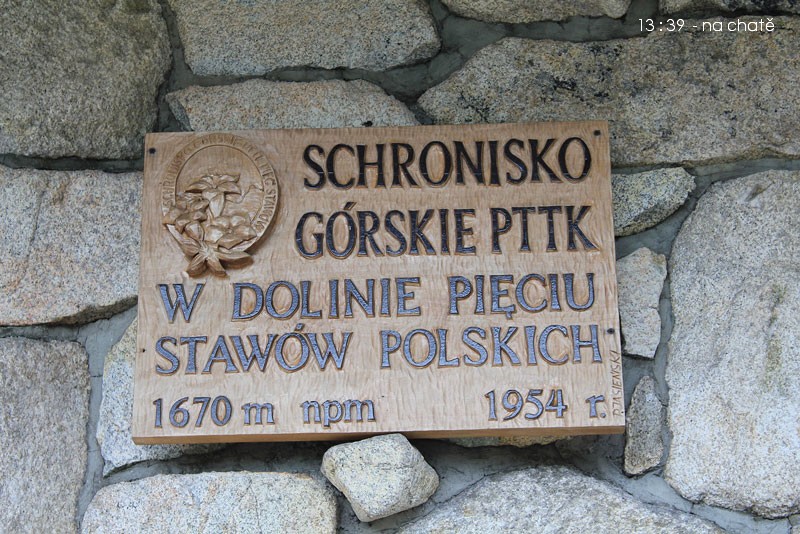 13:39 - na chatě
SCHRONISKO
GÓRSKIE PTTK
W DOLINIE PIĘCIU
STAWÓW POLSKICH
1670 m npm 1954 r.